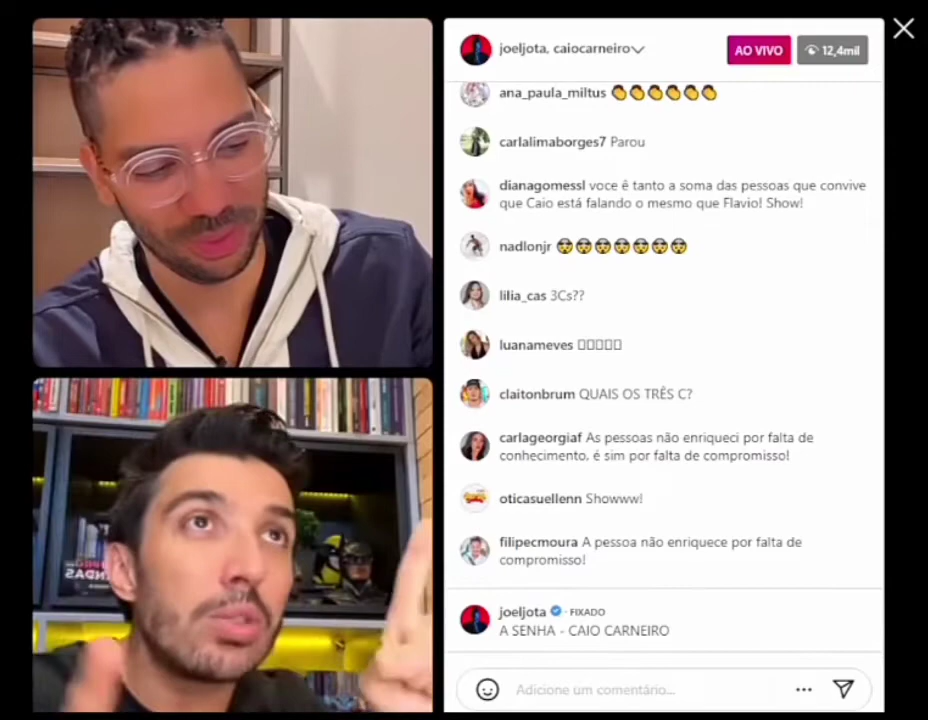 joeljota, caiocarneiro
AO VIVO
12,4mil
ana_paula_miltus 👏👏👏👏👏👏
carlalimaborges7 Parou
dianagomessl voce ê tanto a soma das pessoas que convive
que Caio está falando o mesmo que Flavio! Show!
nadlonjr 🤯🤯🤯🤯🤯🤯🤯
lilia_cas 3Cs??
luanameves
claitonbrum QUAIS OS TRÊS C?
carlageorgiaf As pessoas não enriqueci por falta de
conhecimento, é sim por falta de compromisso!
oticasuellenn Showww!
filipecmoura A pessoa não enriquece por falta de
compromisso!
joeljota · FIXADO
A SENHA - CAIO CARNEIRO
Adicione um comentário...